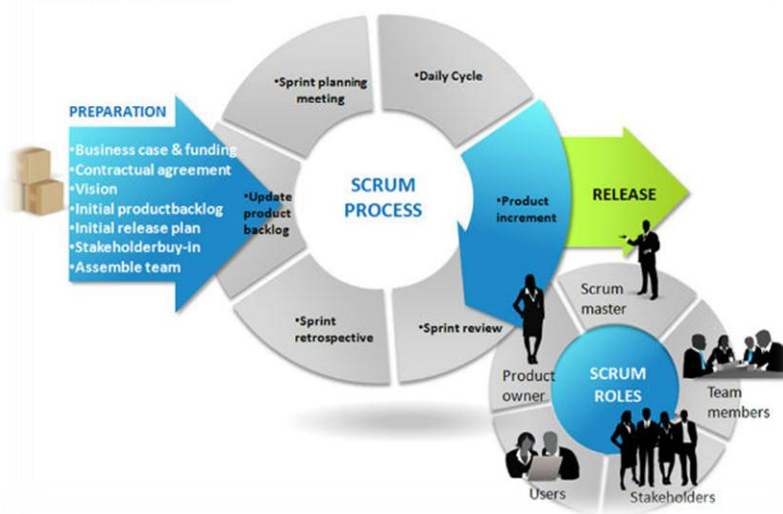 PREPARATION
•Business case & funding
•Contractual agreement
•Vision
•Initial productbacklog
•Initial release plan
•Stakeholderbuy-in
•Assemble team
•Sprint planning
meeting
•Daily Cycle
•Update
product
backlog
SCRUM
PROCESS
•Product
increment
RELEASE
•Sprint
retrospective
•Sprint review
Scrum
master
Product
owner
SCRUM
ROLES
Team
members
Users
Stakeholders